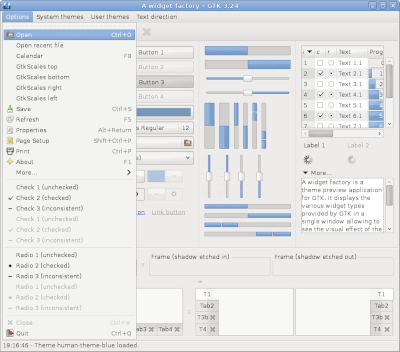 A widget factory - GTK 3.24
Options System themes User themes Text direction
Open Ctrl+O
Open recent file
Calendar F8
GtkScales top
GtkScales bottom
GtkScales right
GtkScales left
Save Ctrl+S
Refresh F5
Properties Alt+Return
Page Setup Shift+Ctrl+P
Print Ctrl+P
About F1
More...
Check 1 (unchecked)
Check 2 (checked)
Check 3 (inconsistent)
Check 1 (unchecked)
Check 2 (checked)
Check 3 (inconsistent)
Radio 1 (unchecked)
Radio 2 (checked)
Radio 3 (inconsistent)
Radio 1 (unchecked)
Radio 2 (checked)
Radio 3 (inconsistent)
Close
Quit Ctrl+Q
Button 1
Button 2
Button 3
Button 4
Regular 12
Link button
Text Prog
1 Text 1.1
2 Text 2.1
3 Text 3.1
4 Text 4.1
5 Text 5.1
6 Text 6.1
7 Text 7.1
Label 1 Label 2
More...
A widget factory is a
theme preview application
for GTK. It displays the
various widget types
provided by GTK in a
single window allowing to
see the visual effect of the
Frame (shadow etched in) Frame (shadow etched out)
T1 T1
Tab2 Tab2
T3 Tab3
Tab3 T4 T4
19:16:46 - Theme human-theme-blue loaded.